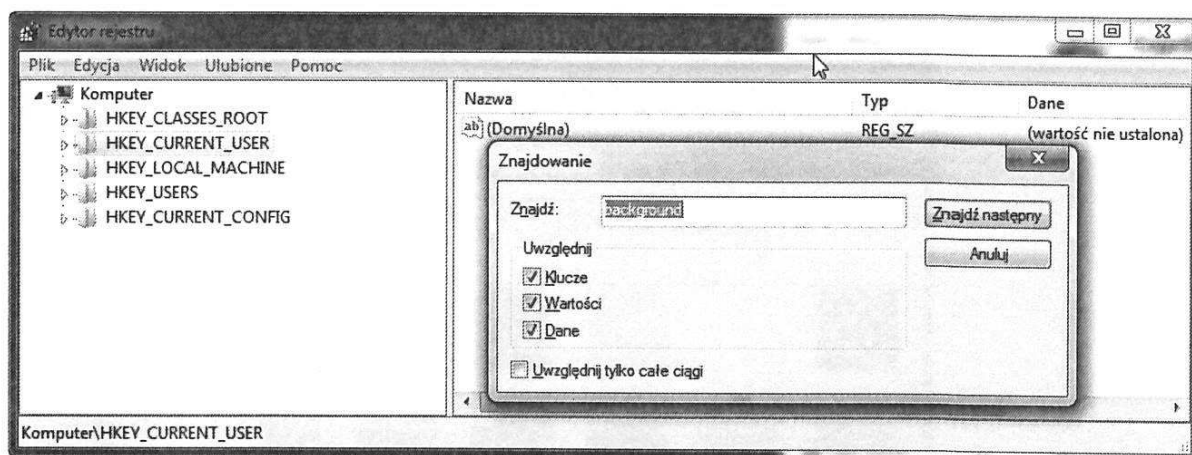 Edytor rejestru
Plik Edycja Widok Ulubione Pomoc
Komputer
HKEY_CLASSES_ROOT
HKEY_CURRENT_USER
HKEY_LOCAL_MACHINE
HKEY_USERS
HKEY_CURRENT_CONFIG
Nazwa Typ Dane
ab (Domyślna) REG_SZ (wartość nie ustalona)
Znajdowanie
Znajdź: background Znajdź następny
Anuluj
Uwzględnij
Klucze
Wartości
Dane
Uwzględnij tylko całe ciągi
Komputer\HKEY_CURRENT_USER